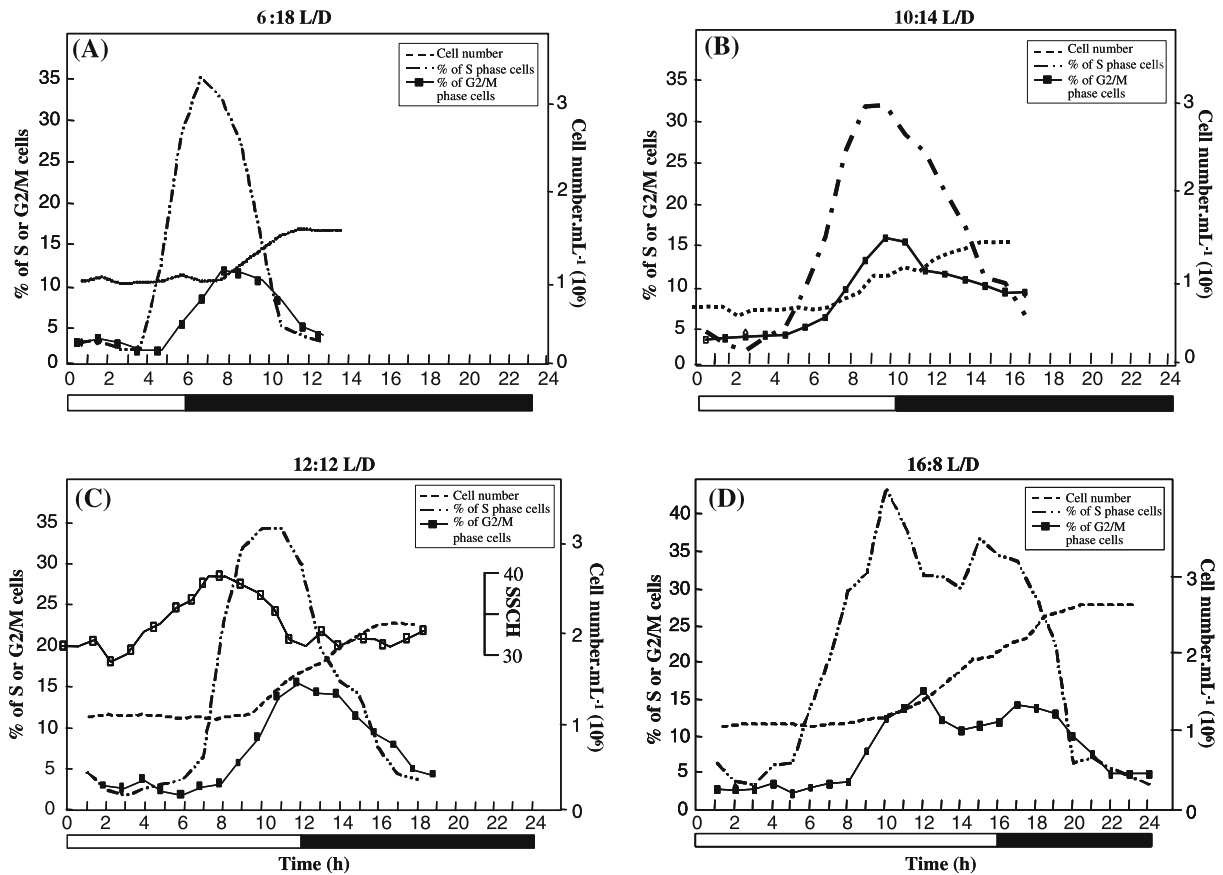 6:18 L/D
(A)
Cell number
% of S phase cells
% of G2/M
phase cells
% of S or G2/M cells
35
30
25
20
15
10
5
0
Cell number.mL-1 (10⁶)
3
2
1
0
0 2 4 6 8 10 12 14 16 18 20 22 24
10:14 L/D
(B)
Cell number
% of S phase cells
% of G2/M
phase cells
% of S or G2/M cells
35
30
25
20
15
10
5
0
Cell number.mL-1 (10⁶)
3
2
1
0
0 2 4 6 8 10 12 14 16 18 20 22 24
12:12 L/D
(C)
Cell number
% of S phase cells
% of G2/M
phase cells
% of S or G2/M cells
35
30
25
20
15
10
5
0
40
SSCH
30
Cell number.mL-1 (10⁶)
3
2
1
0
0 2 4 6 8 10 12 14 16 18 20 22 24
Time (h)
16:8 L/D
(D)
Cell number
% of S phase cells
% of G2/M
phase cells
% of S or G2/M cells
40
35
30
25
20
15
10
5
0
Cell number.mL-1 (10⁶)
3
2
1
0
0 2 4 6 8 10 12 14 16 18 20 22 24
Time (h)